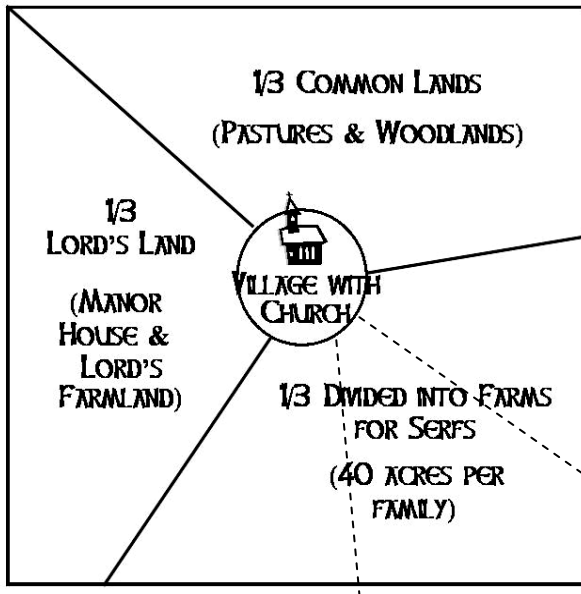 1/3 Common Lands
(Pastures & Woodlands)
1/3
Lord's Land
(Manor
House &
Lord's
Farmland)
Village with
Church
1/3 Divided into Farms
for Serfs
(40 acres per
family)